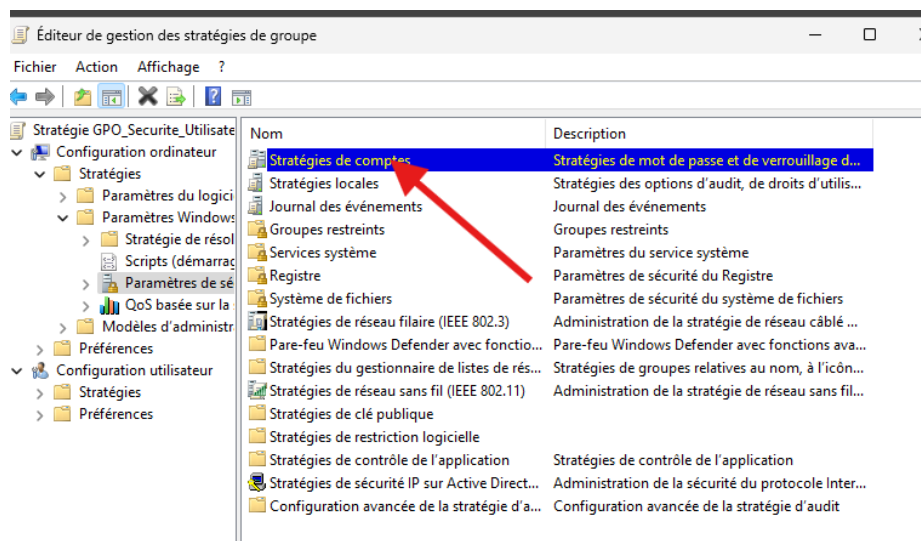 Éditeur de gestion des stratégies de groupe
Fichier Action Affichage ?
Stratégie GPO_Securite_Utilisate
Configuration ordinateur
Stratégies
Paramètres du logici
Paramètres Windows
Stratégie de résol
Scripts (démarrag
Paramètres de sé
QoS basée sur la
Modèles d'administr
Préférences
Configuration utilisateur
Stratégies
Préférences
Nom Description
Stratégies de comptes Stratégies de mot de passe et de verrouillage d...
Stratégies locales Stratégies des options d'audit, de droits d'utilis...
Journal des événements Journal des événements
Groupes restreints Groupes restreints
Services système Paramètres du service système
Registre Paramètres de sécurité du Registre
Système de fichiers Paramètres de sécurité du système de fichiers
Stratégies de réseau filaire (IEEE 802.3) Administration de la stratégie de réseau câblé ...
Pare-feu Windows Defender avec fonctio... Pare-feu Windows Defender avec fonctions ava...
Stratégies du gestionnaire de listes de rés... Stratégies de groupes relatives au nom, à l'icôn...
Stratégies de réseau sans fil (IEEE 802.11) Administration de la stratégie de réseau sans fil...
Stratégies de clé publique
Stratégies de restriction logicielle
Stratégies de contrôle de l'application Stratégies de contrôle de l'application
Stratégies de sécurité IP sur Active Direct... Administration de la sécurité du protocole Inter...
Configuration avancée de la stratégie d'a... Configuration avancée de la stratégie d'audit